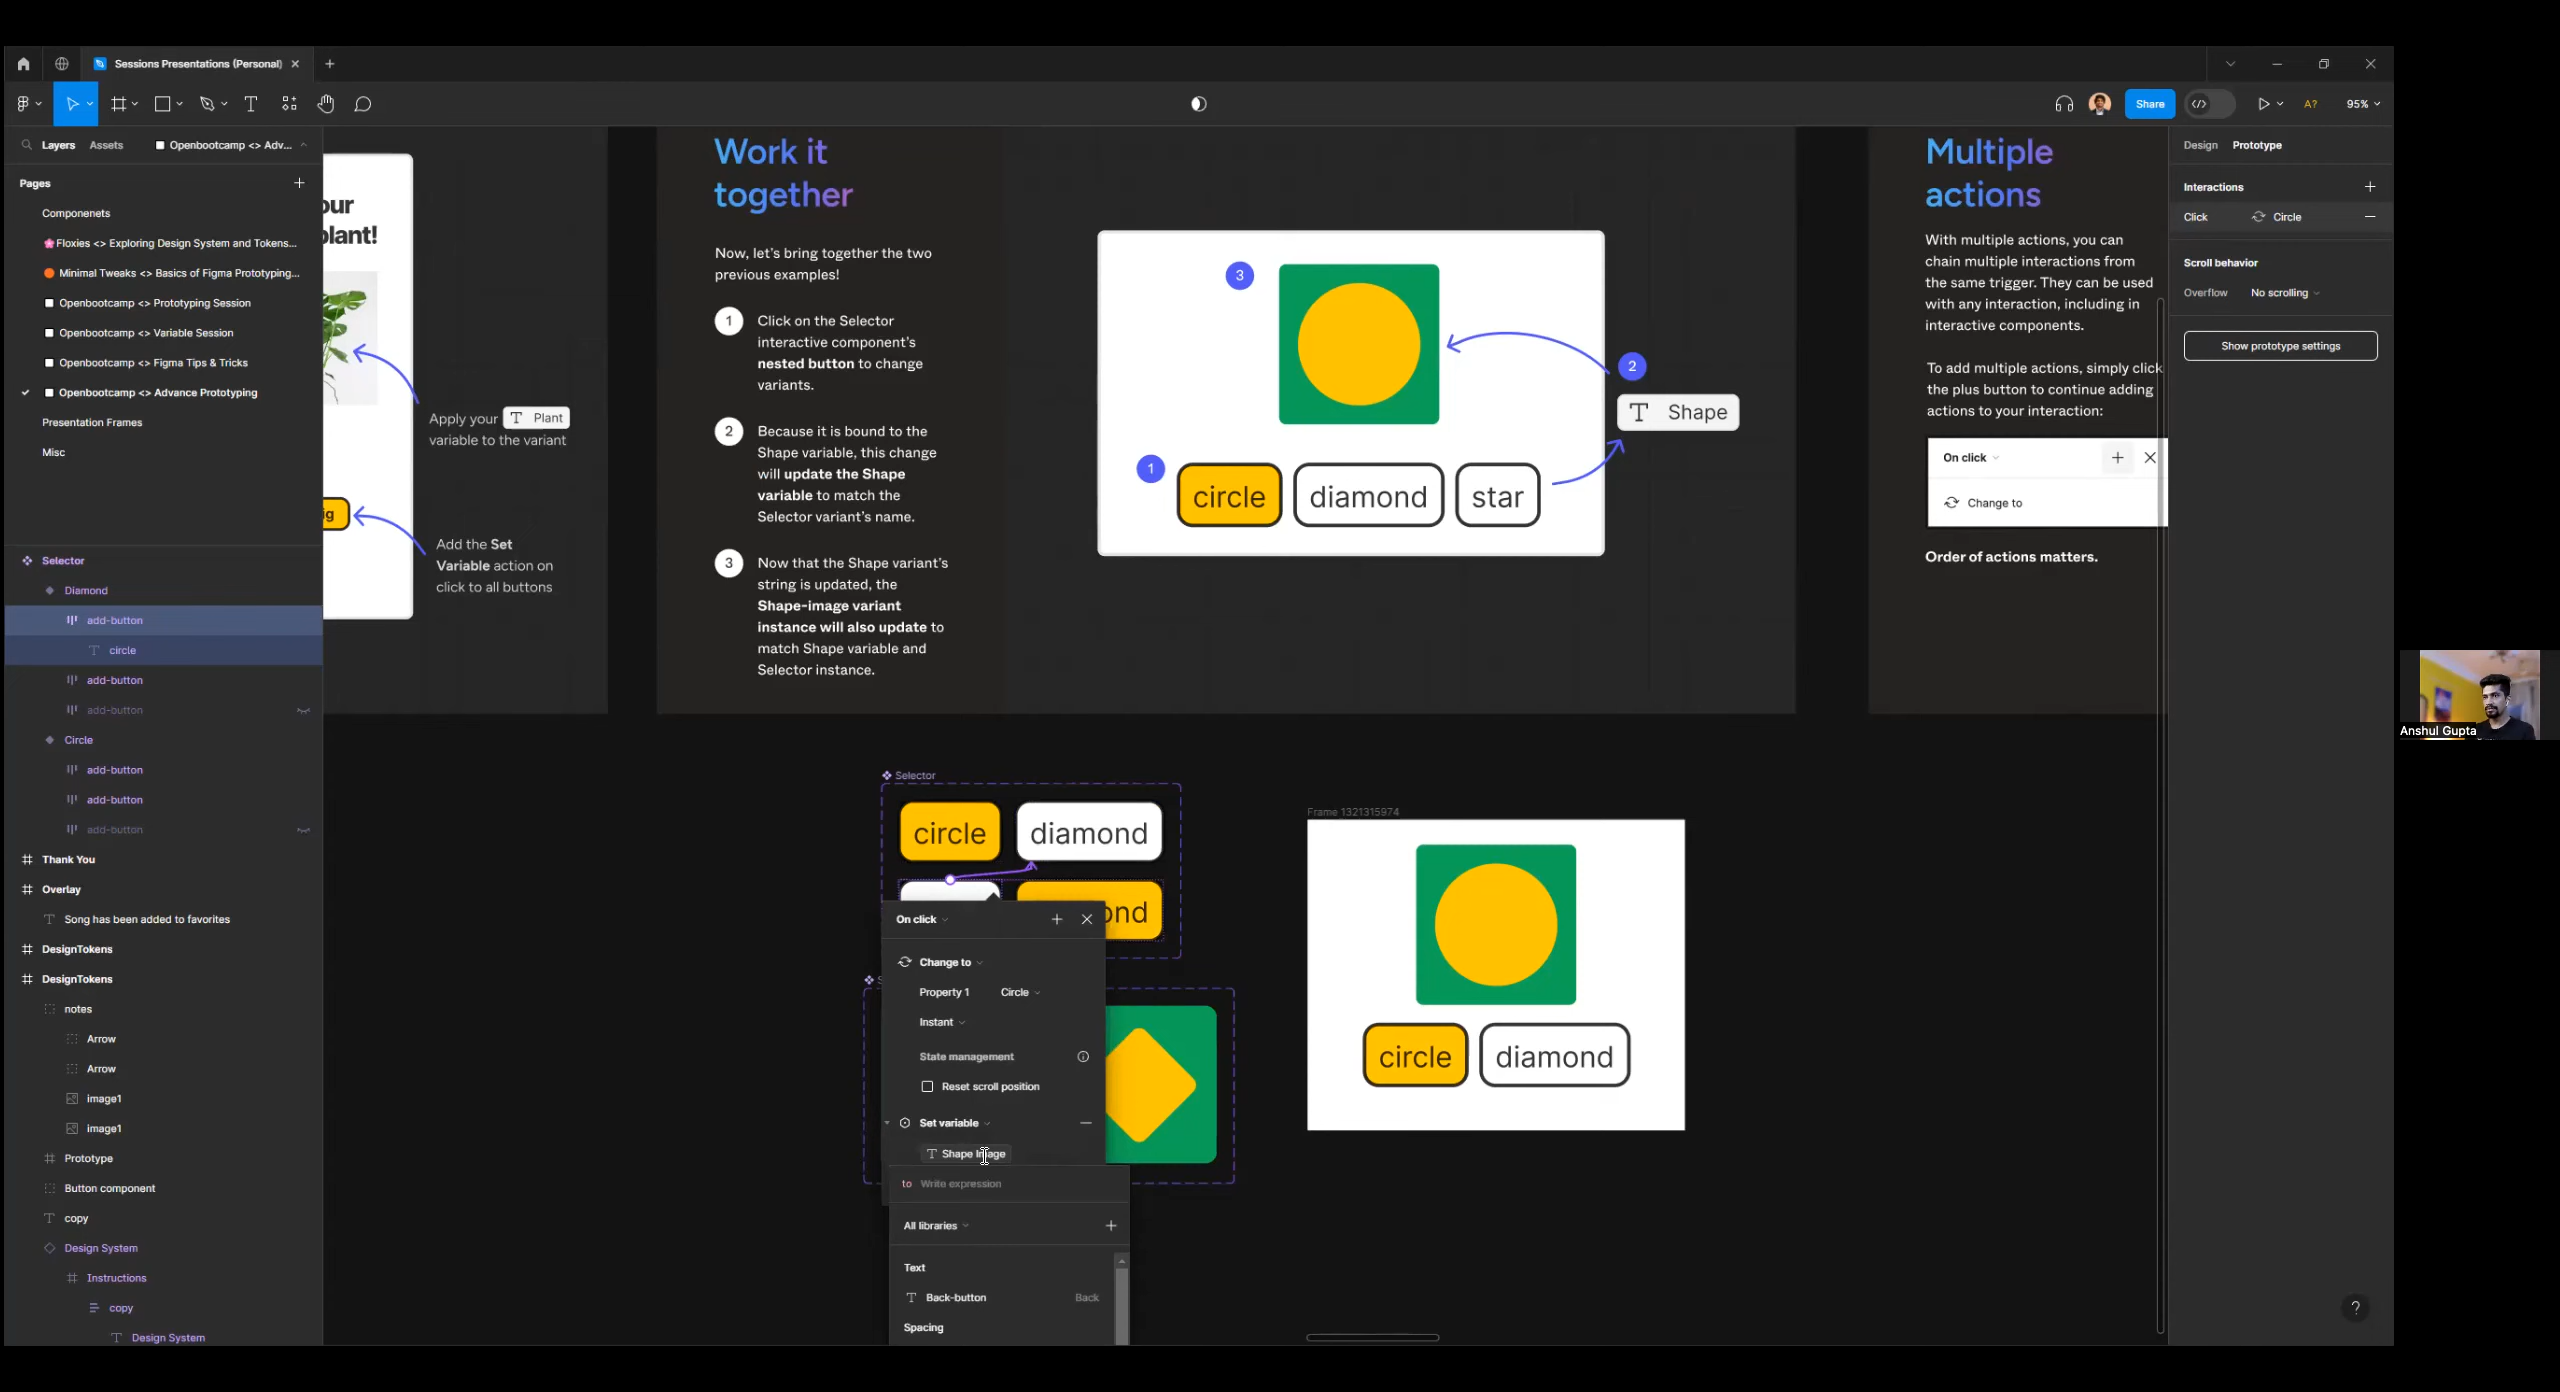 Sessions Presentations (Personal)
Share
A?
95%
Layers
Assets
Openbootcamp <> Adv...
Pages
Componenets
Floxies <> Exploring Design System and Tokens...
Minimal Tweaks <> Basics of Figma Prototyping...
Openbootcamp <> Prototyping Session
Openbootcamp <> Variable Session
Openbootcamp <> Figma Tips & Tricks
Openbootcamp <> Advance Prototyping
Presentation Frames
Misc
Selector
Diamond
add-button
circle
add-button
add-button
Circle
add-button
add-button
add-button
Thank You
Overlay
Song has been added to favorites
DesignTokens
DesignTokens
notes
Arrow
Arrow
image1
image1
Prototype
Button component
copy
Design System
Instructions
copy
Design System
our
plant!
ig
Apply your T Plant
variable to the variant
Add the Set
Variable action on
click to all buttons
Work it
together
Now, let's bring together the two
previous examples!
1
Click on the Selector
interactive component's
nested button to change
variants.
2
Because it is bound to the
Shape variable, this change
will update the Shape
variable to match the
Selector variant's name.
3
Now that the Shape variant's
string is updated, the
Shape-image variant
instance will also update to
match Shape variable and
Selector instance.
3
2
T Shape
1
circle
diamond
star
Multiple
actions
With multiple actions, you can
chain multiple interactions from
the same trigger. They can be used
with any interaction, including in
interactive components.
To add multiple actions, simply click
the plus button to continue adding
actions to your interaction:
On click
Change to
Order of actions matters.
Selector
circle
diamond
ond
S
On click
Change to
Property 1
Circle
Instant
State management
Reset scroll position
Set variable
T Shape Image
to Write expression
All libraries
Text
T Back-button
Back
Spacing
Frame 1321315974
circle
diamond
Design
Prototype
Interactions
Click
Circle
Scroll behavior
Overflow
No scrolling
Show prototype settings
?
Anshul Gupta